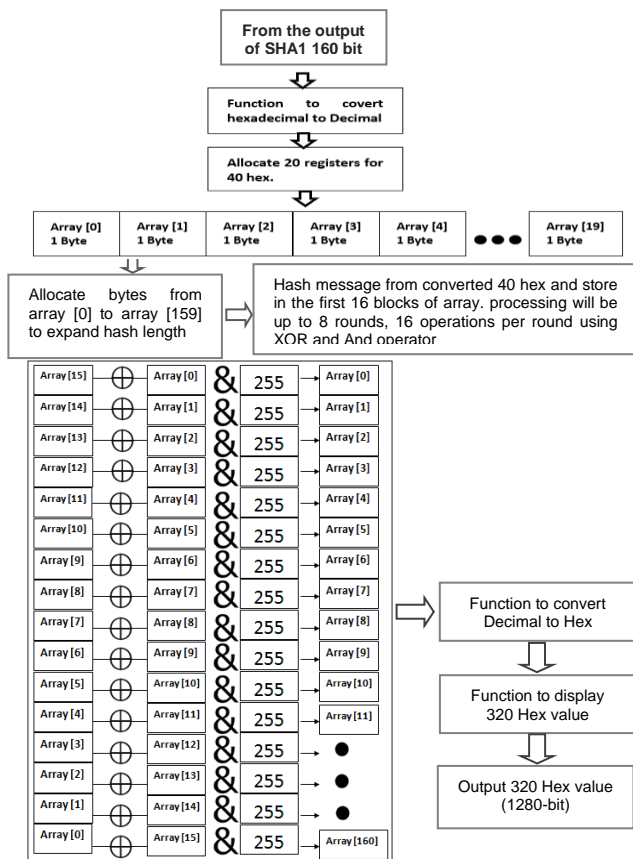 From the output
of SHA1 160 bit
Function to covert
hexadecimal to Decimal
Allocate 20 registers for
40 hex.
Array [0] Array [1] Array [2] Array [3] Array [4] Array [19]
1 Byte 1 Byte 1 Byte 1 Byte 1 Byte 1 Byte
Allocate bytes from
array [0] to array [159]
to expand hash length
Hash message from converted 40 hex and store
in the first 16 blocks of array. processing will be
up to 8 rounds, 16 operations per round using
XOR and And operator
Array [15] Array [0] & 255 Array [0]
Array [14] Array [1] & 255 Array [1]
Array [13] Array [2] & 255 Array [2]
Array [12] Array [3] & 255 Array [3]
Array [11] Array [4] & 255 Array [4]
Array [10] Array [5] & 255 Array [5]
Array [9] Array [6] & 255 Array [6]
Array [8] Array [7] & 255 Array [7]
Array [7] Array [8] & 255 Array [8]
Array [6] Array [9] & 255 Array [9]
Array [5] Array [10] & 255 Array [10]
Array [4] Array [11] & 255 Array [11]
Array [3] Array [12] & 255
Array [2] Array [13] & 255
Array [1] Array [14] & 255
Array [0] Array [15] & 255 Array [160]
Function to convert
Decimal to Hex
Function to display
320 Hex value
Output 320 Hex value
(1280-bit)